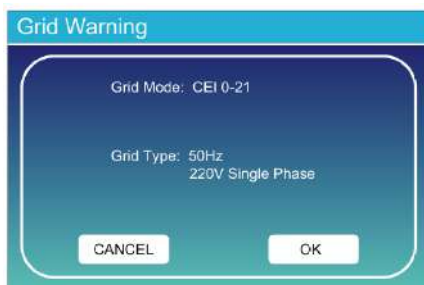 Grid Warning
Grid Mode: CEI 0-21
Grid Type: 50Hz
220V Single Phase
CANCEL OK